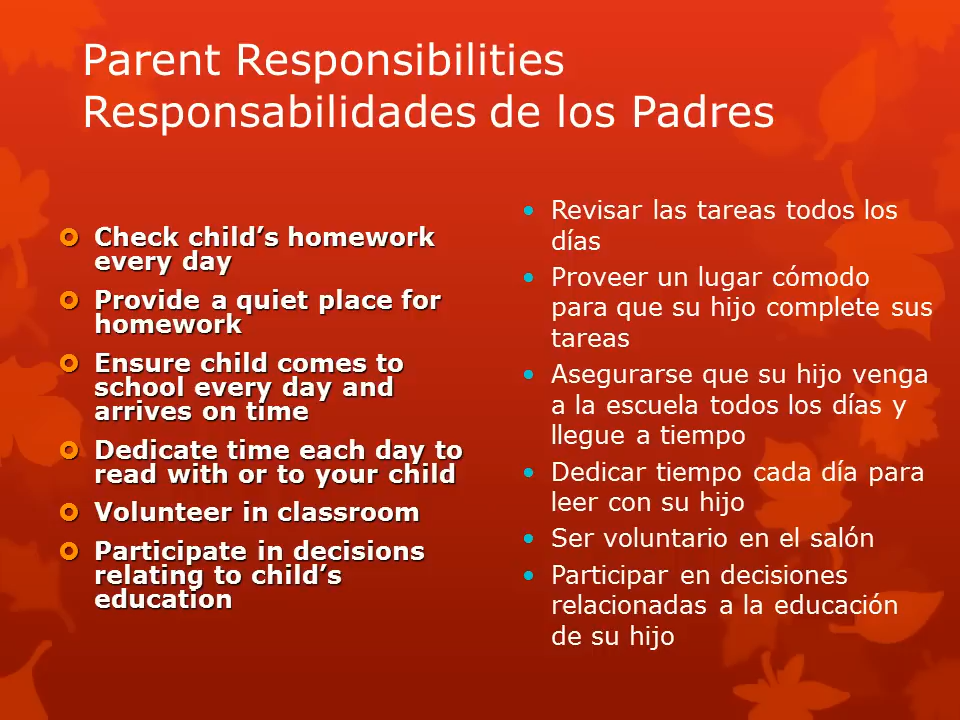 Parent Responsibilities
Responsabilidades de los Padres
Check child’s homework
every day
Provide a quiet place for
homework
Ensure child comes to
school every day and
arrives on time
Dedicate time each day to
read with or to your child
Volunteer in classroom
Participate in decisions
relating to child’s
education
Revisar las tareas todos los
días
Proveer un lugar cómodo
para que su hijo complete sus
tareas
Asegurarse que su hijo venga
a la escuela todos los días y
llegue a tiempo
Dedicar tiempo cada día para
leer con su hijo
Ser voluntario en el salón
Participar en decisiones
relacionadas a la educación
de su hijo